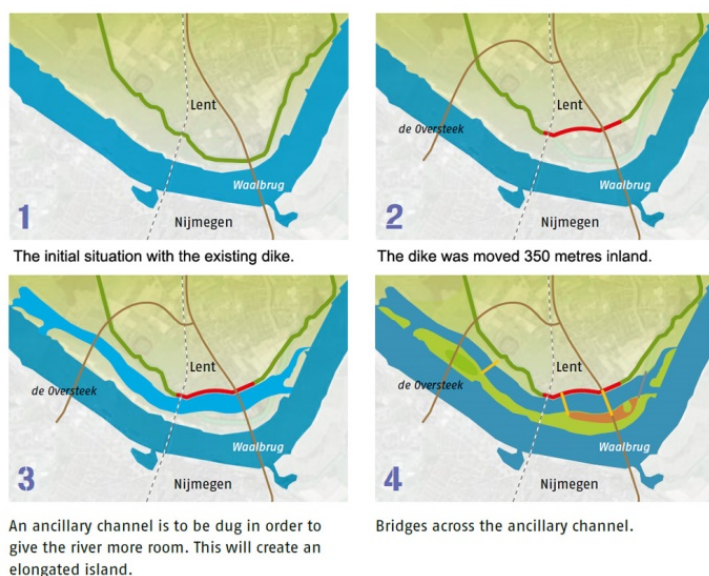 Lent
Waalbrug
1
Nijmegen
The initial situation with the existing dike.
Lent
de Oversteek
Waalbrug
2
Nijmegen
The dike was moved 350 metres inland.
Lent
de Oversteek
Waalbrug
3
Nijmegen
An ancillary channel is to be dug in order to
give the river more room. This will create an
elongated island.
Lent
de Oversteek
Waalbrug
4
Nijmegen
Bridges across the ancillary channel.